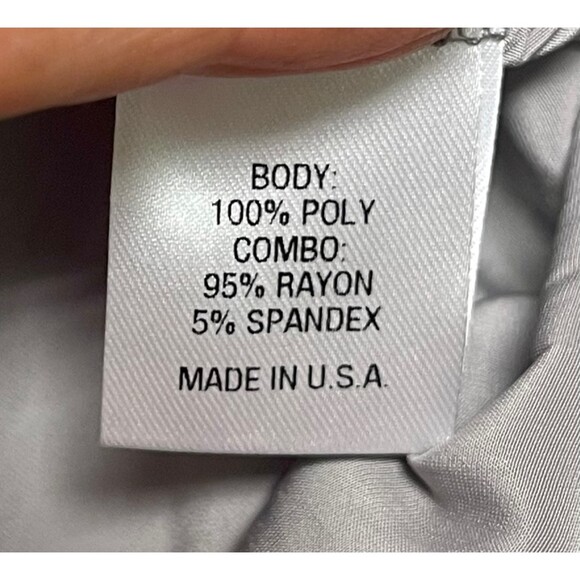 BODY:
100% POLY
COMBO:
95% RAYON
5% SPANDEX
MADE IN U.S.A.